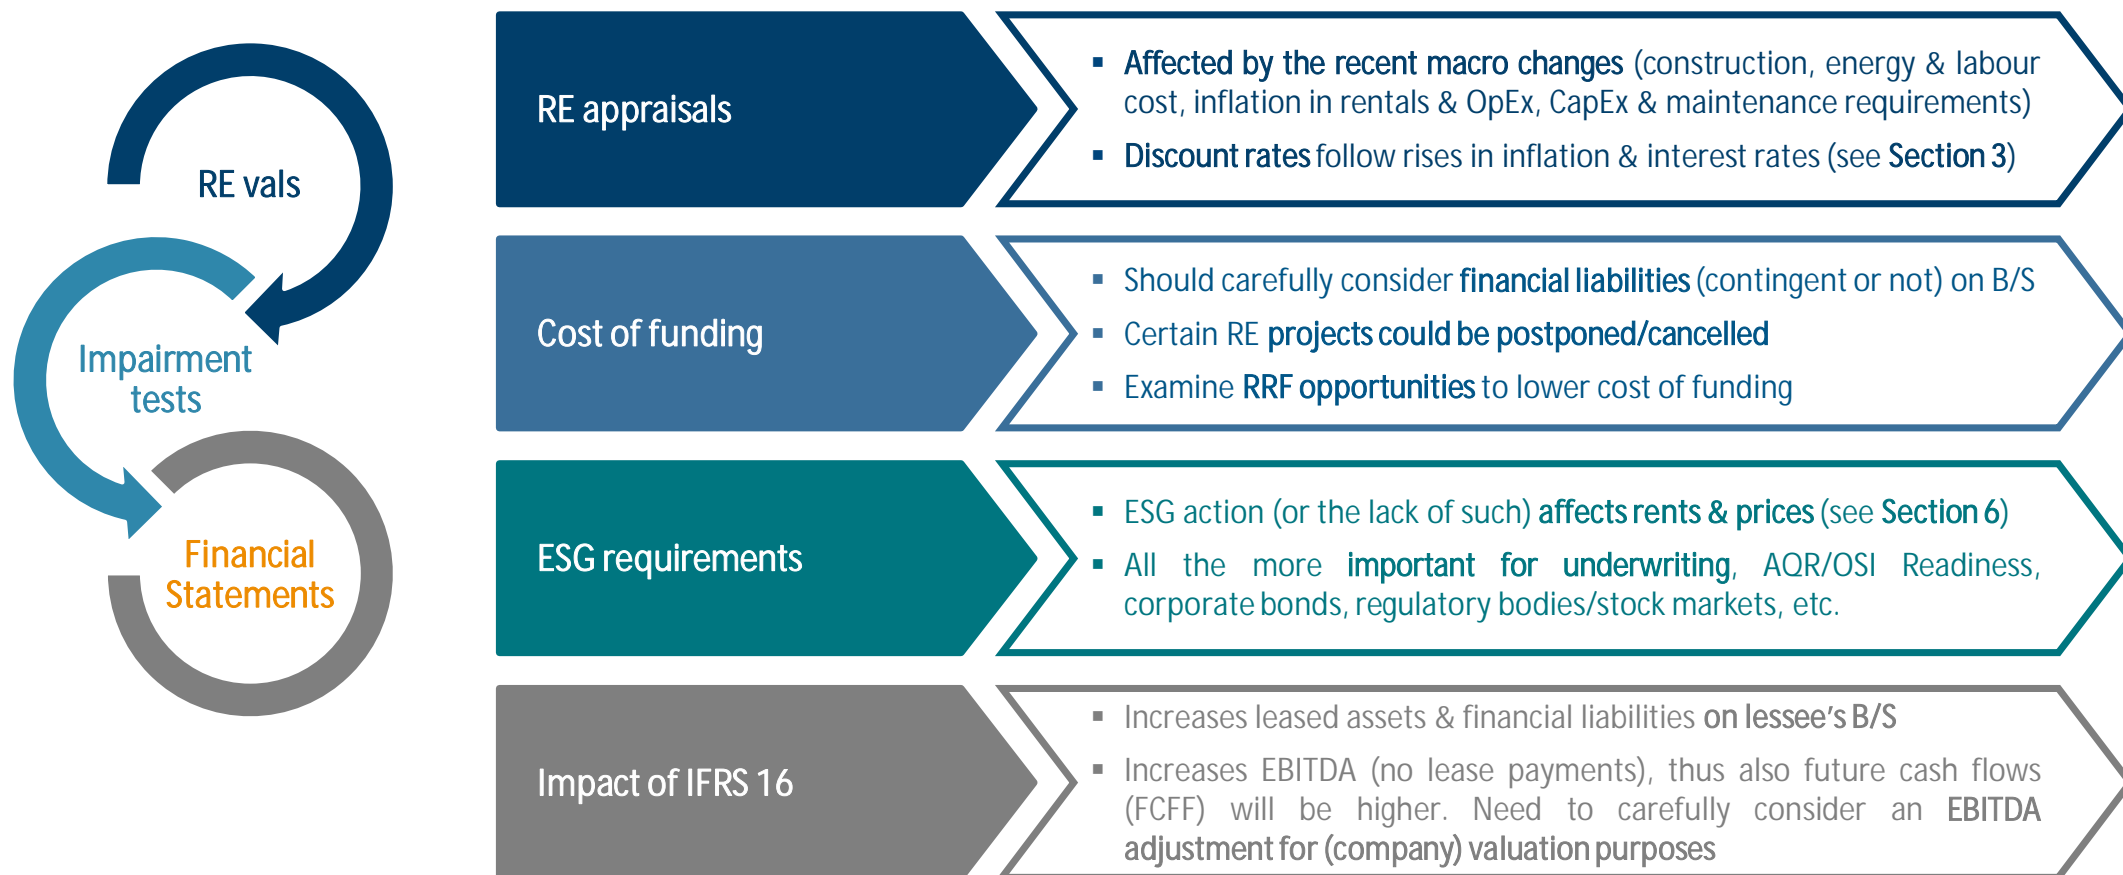 RE vals
Impairment
tests
Financial
Statements
RE appraisals
▪ Affected by the recent macro changes (construction, energy & labour
cost, inflation in rentals & OpEx, CapEx & maintenance requirements)
▪ Discount rates follow rises in inflation & interest rates (see Section 3)
Cost of funding
▪ Should carefully consider financial liabilities (contingent or not) on B/S
▪ Certain RE projects could be postponed/cancelled
▪ Examine RRF opportunities to lower cost of funding
ESG requirements
▪ ESG action (or the lack of such) affects rents & prices (see Section 6)
▪ All the more important for underwriting, AQR/OSI Readiness,
corporate bonds, regulatory bodies/stock markets, etc.
Impact of IFRS 16
▪ Increases leased assets & financial liabilities on lessee's B/S
▪ Increases EBITDA (no lease payments), thus also future cash flows
(FCFF) will be higher. Need to carefully consider an EBITDA
adjustment for (company) valuation purposes